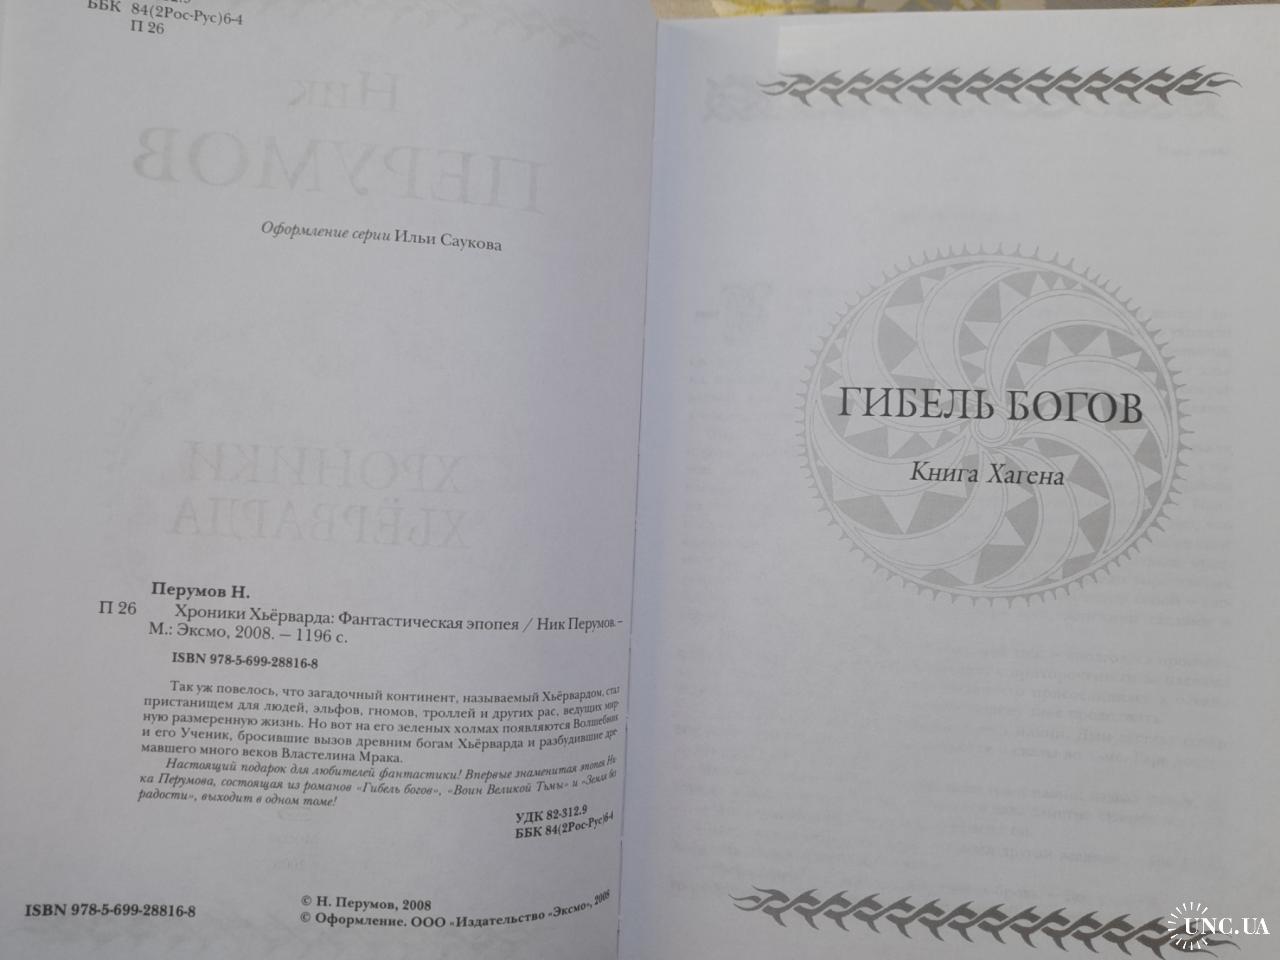 ББК 84(2Рос-Рус)6-4
П 26
Ник
ПЕРУМОВ
Оформление серии Ильи Саукова
ХРОНИКИ
ХЬЁРВАРДА
Перумов Н.
П 26 Хроники Хьёрварда: Фантастическая эпопея / Ник Перумов. –
М.: Эксмо, 2008. – 1196 с.
ISBN 978-5-699-28816-8
Так уж повелось, что загадочный континент, называемый Хьёрвардом, стал
пристанищем для людей, эльфов, гномов, троллей и других рас, ведущих мир-
ную размеренную жизнь. Но вот на его зеленых холмах появляются Волшебник
и его Ученик, бросившие вызов древним богам Хьёрварда и разбудившие дре-
мавшего много веков Властелина Мрака.
Настоящий подарок для любителей фантастики! Впервые знаменитая эпопея Ни-
ка Перумова, состоящая из романов «Гибель богов», «Воин Великой Тьмы» и «Земля без
радости», выходит в одном томе!
УДК 82-312.9
ББК 84(2Рос-Рус)6-4
ISBN 978-5-699-28816-8
© Н. Перумов, 2008
© Оформление. ООО «Издательство «Эксмо», 2008
ГИБЕЛЬ БОГОВ
Книга Хагена
UNC.UA